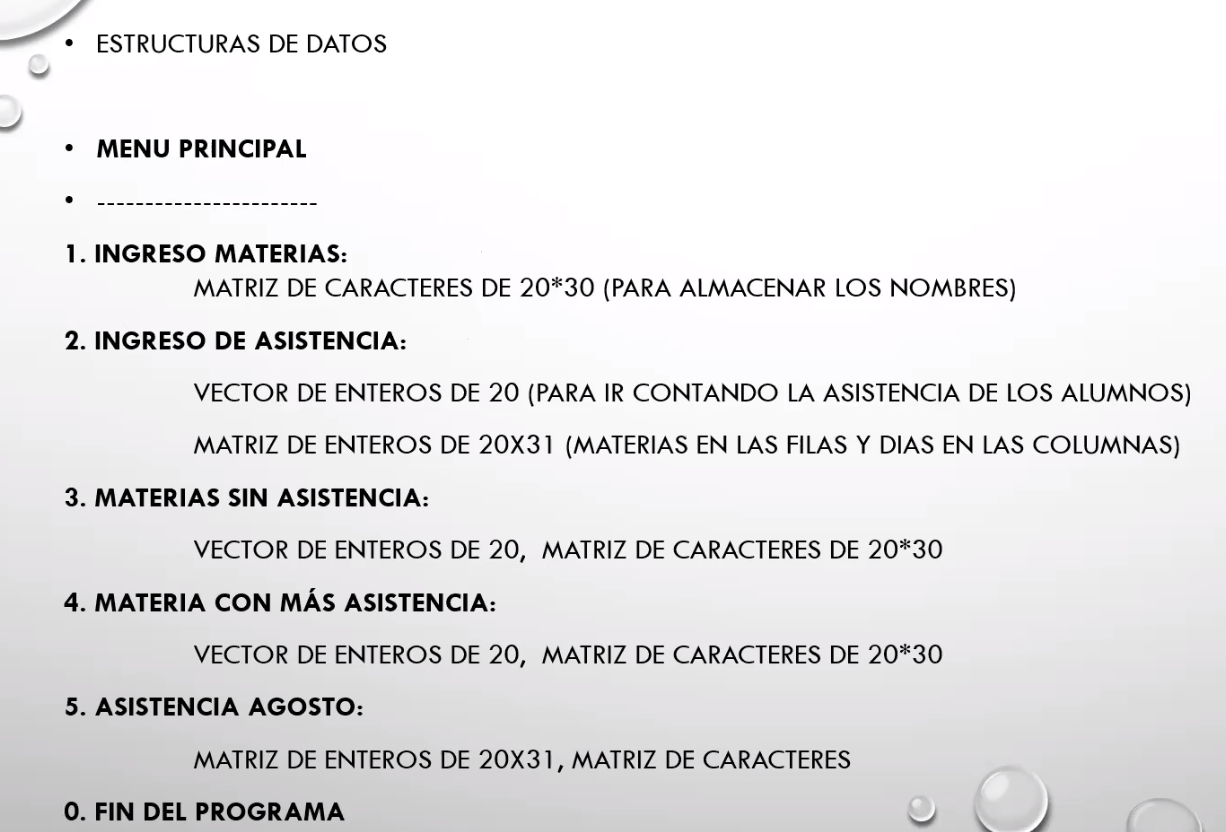 • ESTRUCTURAS DE DATOS
• MENU PRINCIPAL
• -----------------------
1. INGRESO MATERIAS:
MATRIZ DE CARACTERES DE 20*30 (PARA ALMACENAR LOS NOMBRES)
2. INGRESO DE ASISTENCIA:
VECTOR DE ENTEROS DE 20 (PARA IR CONTANDO LA ASISTENCIA DE LOS ALUMNOS)
MATRIZ DE ENTEROS DE 20X31 (MATERIAS EN LAS FILAS Y DIAS EN LAS COLUMNAS)
3. MATERIAS SIN ASISTENCIA:
VECTOR DE ENTEROS DE 20, MATRIZ DE CARACTERES DE 20*30
4. MATERIA CON MÁS ASISTENCIA:
VECTOR DE ENTEROS DE 20, MATRIZ DE CARACTERES DE 20*30
5. ASISTENCIA AGOSTO:
MATRIZ DE ENTEROS DE 20X31, MATRIZ DE CARACTERES
0. FIN DEL PROGRAMA